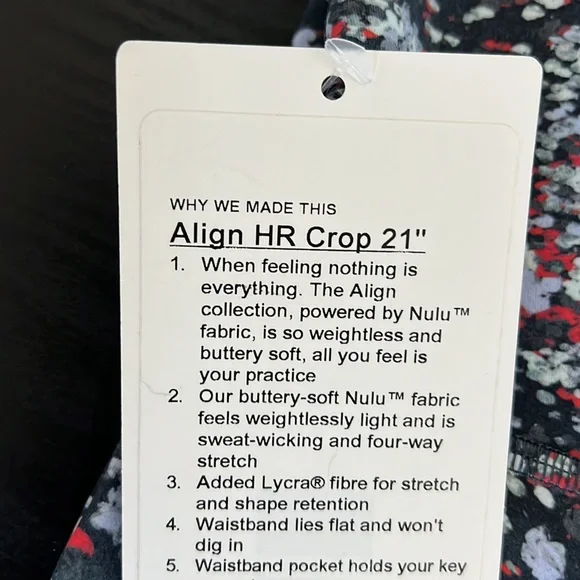 WHY WE MADE THIS
Align HR Crop 21"
1. When feeling nothing is
everything. The Align
collection, powered by Nulu™
fabric, is so weightless and
buttery soft, all you feel is
your practice
2. Our buttery-soft Nulu™ fabric
feels weightlessly light and is
sweat-wicking and four-way
stretch
3. Added Lycra® fibre for stretch
and shape retention
4. Waistband lies flat and won't
dig in
5. Waistband pocket holds your key